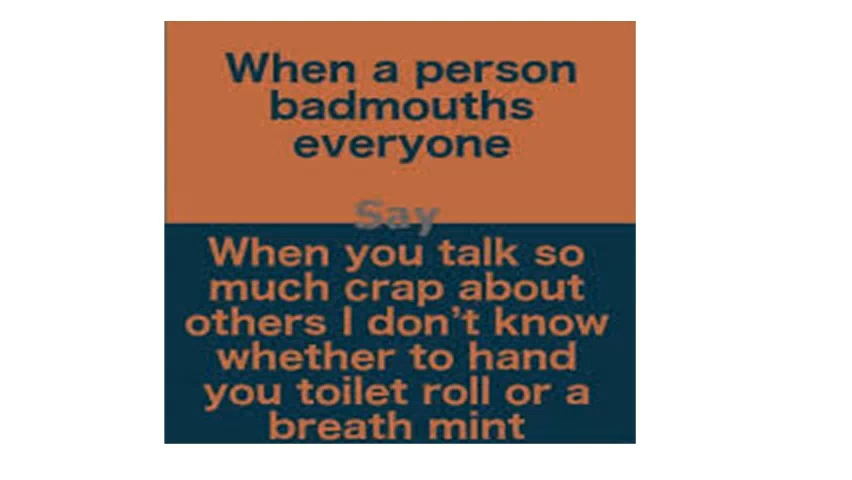 When a person
badmouths
everyone
Say
When you talk so
much crap about
others I don't know
whether to hand
you toilet roll or a
breath mint